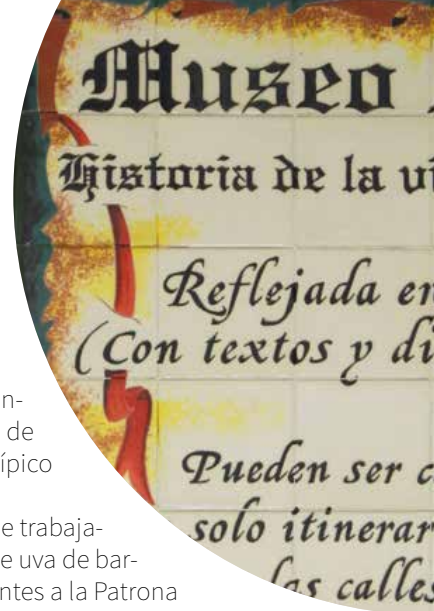 Museo
Historia de la vi
Reflejada en
(Con textos y di
Pueden ser c
solo itinerar
las calles
n-
de
ípico
e trabaja-
e uva de bar-
ntes a la Patrona